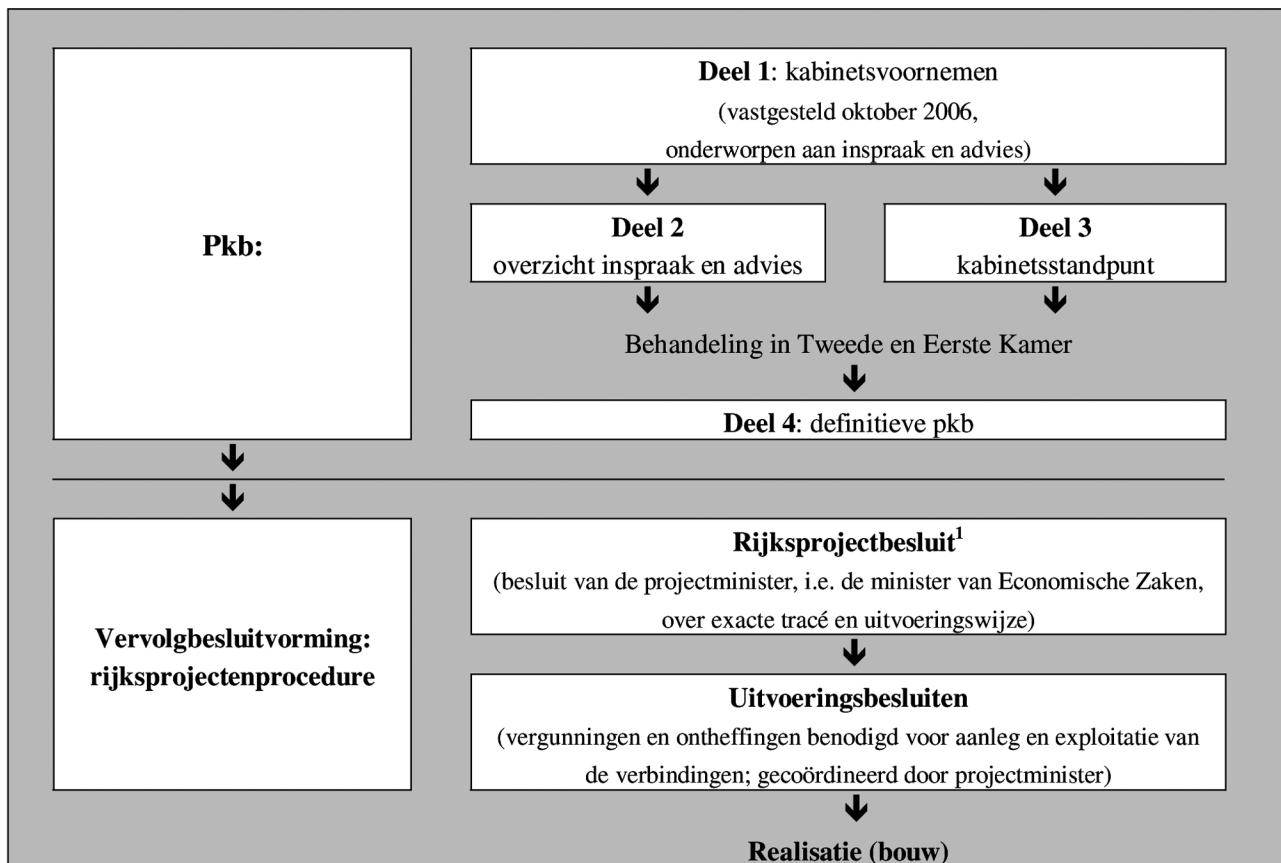 Pkb:
Deel 1: kabinetsvoornemen
(vastgesteld oktober 2006,
onderworpen aan inspraak en advies)
Deel 2
overzicht inspraak en advies
Deel 3
kabinetsstandpunt
Behandeling in Tweede en Eerste Kamer
Deel 4: definitieve pkb
Vervolgbesluitvorming:
rijksprojectenprocedure
Rijksprojectbesluit¹
(besluit van de projectminister, i.e. de minister van Economische Zaken,
over exacte tracé en uitvoeringswijze)
Uitvoeringsbesluiten
(vergunningen en ontheffingen benodigd voor aanleg en exploitatie van
de verbindingen; gecoördineerd door projectminister)
Realisatie (bouw)